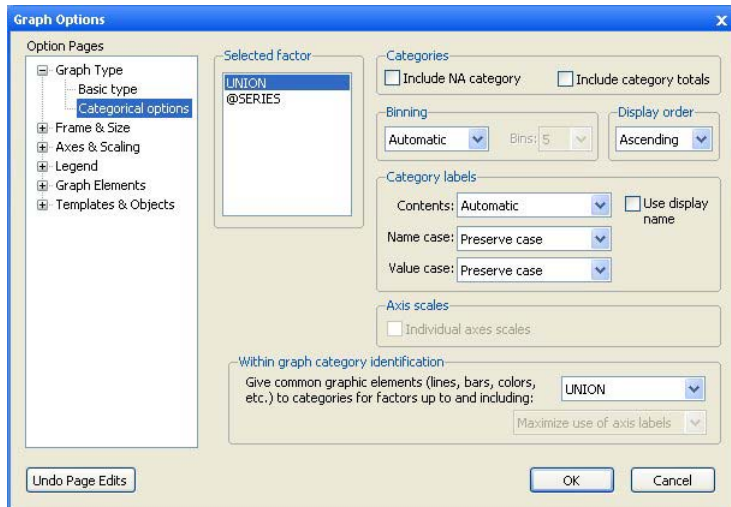 Graph Options
Option Pages
Graph Type
Basic type
Categorical options
Frame & Size
Axes & Scaling
Legend
Graph Elements
Templates & Objects
Selected factor
UNION
@SERIES
Categories
Include NA category
Include category totals
Binning
Automatic
Bins: 5
Display order
Ascending
Category labels
Contents: Automatic
Use display
name
Name case: Preserve case
Value case: Preserve case
Axis scales
Individual axes scales
Within graph category identification
Give common graphic elements (lines, bars, colors,
etc.) to categories for factors up to and including:
UNION
Maximize use of axis labels
Undo Page Edits
OK
Cancel